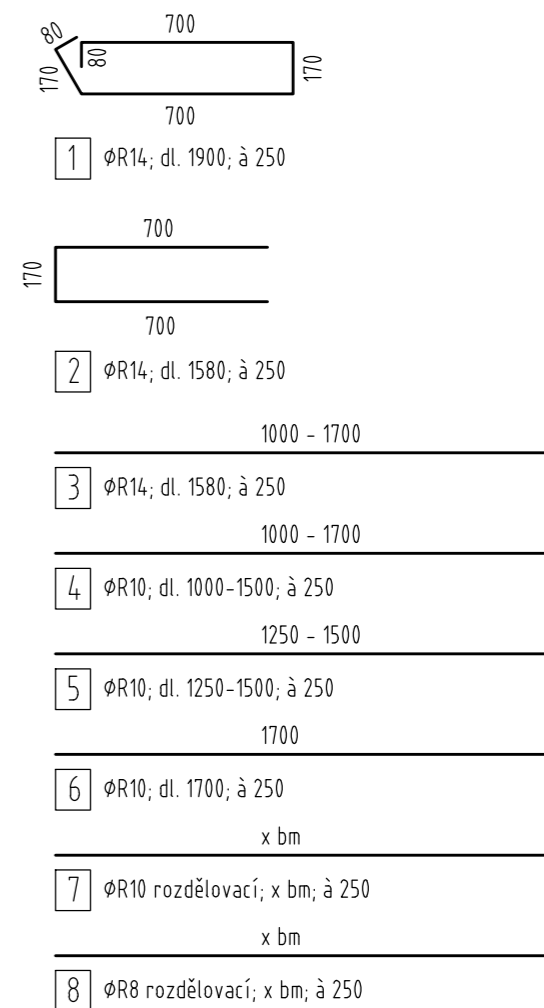 700
80
80
170
170
700
1 ØR14; dl. 1900; à 250
700
170
700
2 ØR14; dl. 1580; à 250
1000 - 1700
3 ØR14; dl. 1580; à 250
1000 - 1700
4 ØR10; dl. 1000-1500; à 250
1250 - 1500
5 ØR10; dl. 1250-1500; à 250
1700
6 ØR10; dl. 1700; à 250
x bm
7 ØR10 rozdělovací; x bm; à 250
x bm
8 ØR8 rozdělovací; x bm; à 250